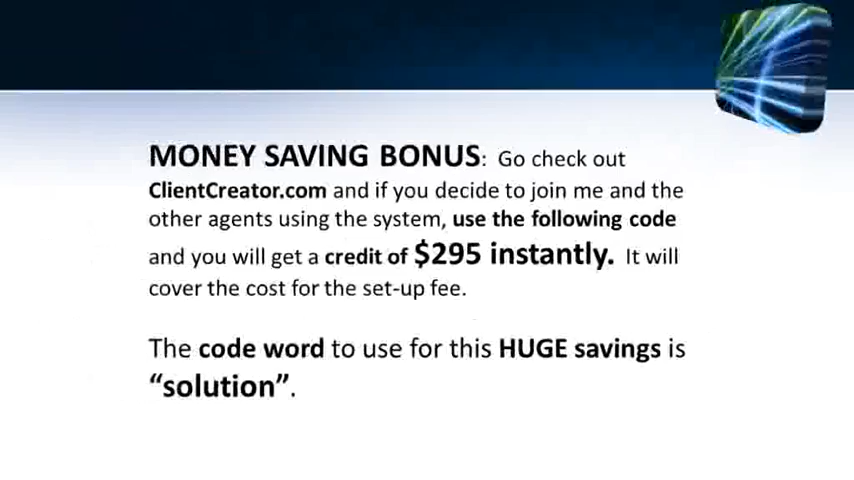 MONEY SAVING BONUS: Go check out
ClientCreator.com and if you decide to join me and the
other agents using the system, use the following code
and you will get a credit of $295 instantly. It will
cover the cost for the set-up fee.
The code word to use for this HUGE savings is
“solution”.